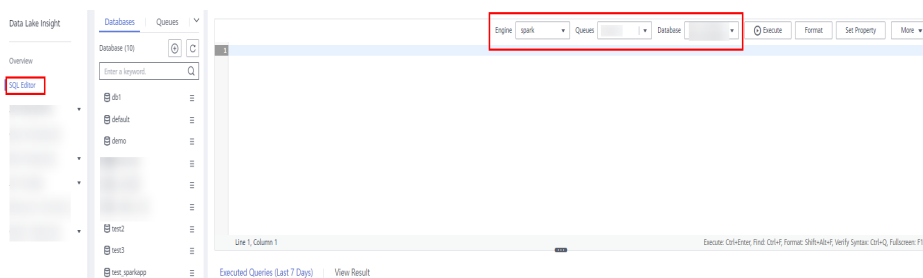 Data Lake Insight
Overview
SQL Editor
Databases
Queues
Database (10)
Enter a keyword.
db1
default
demo
test2
test3
test_sparkapp
Engine spark Queues Database Execute Format Set Property More
1
Line 1, Column 1
Execute: Ctrl+Enter, Find: Ctrl+F, Format: Shift+Alt+F, Verify Syntax: Ctrl+Q, Fullscreen: F1
Executed Queries (Last 7 Days) View Result